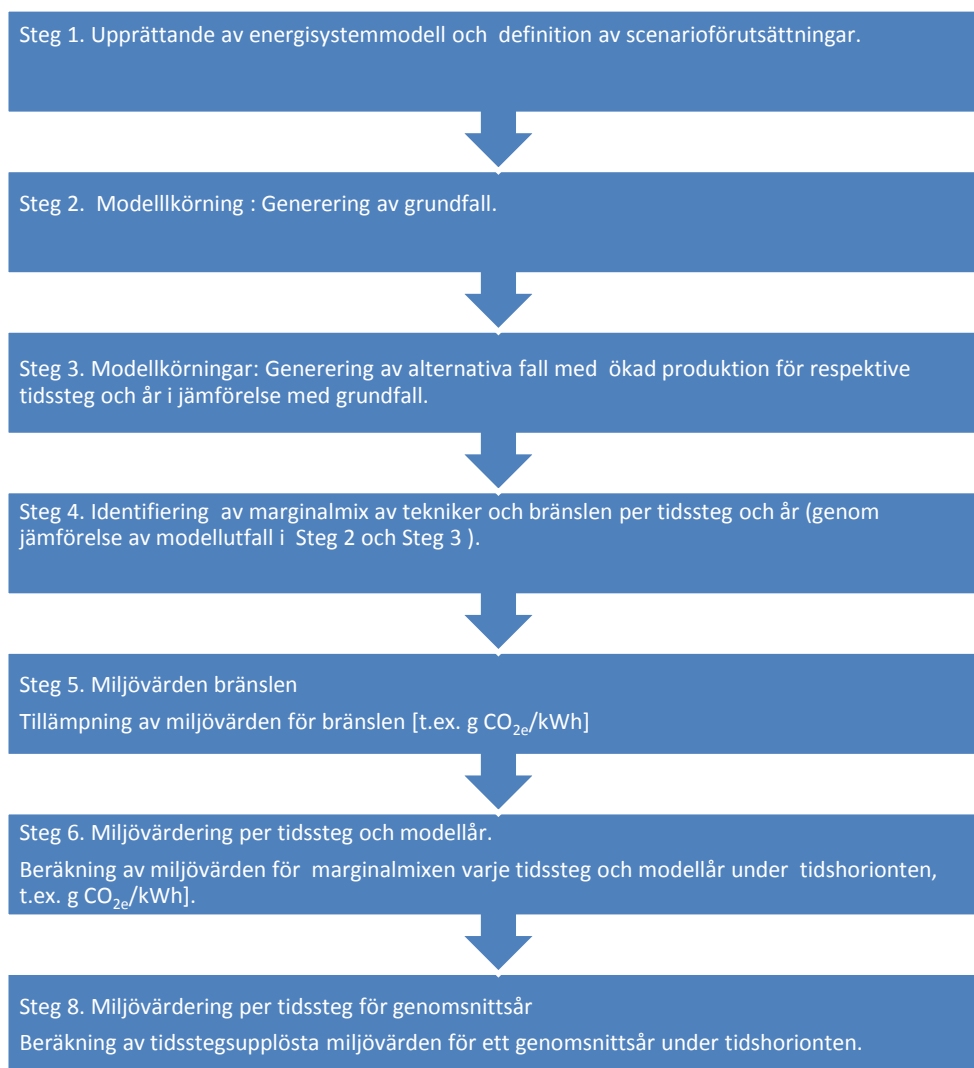 Steg 1. Upprättande av energisystemmodell och definition av scenarioförutsättningar.
Steg 2. Modelllkörning : Generering av grundfall.
Steg 3. Modellkörningar: Generering av alternativa fall med ökad produktion för respektive
tidssteg och år i jämförelse med grundfall.
Steg 4. Identifiering av marginalmix av tekniker och bränslen per tidssteg och år (genom
jämförelse av modellutfall i Steg 2 och Steg 3 ).
Steg 5. Miljövärden bränslen
Tillämpning av miljövärden för bränslen [t.ex. g CO₂ₑ/kWh]
Steg 6. Miljövärdering per tidssteg och modellår.
Beräkning av miljövärden för marginalmixen varje tidssteg och modellår under tidshorionten,
t.ex. g CO₂ₑ/kWh].
Steg 8. Miljövärdering per tidssteg för genomsnittsår
Beräkning av tidsstegsupplösta miljövärden för ett genomsnittsår under tidshorionten.